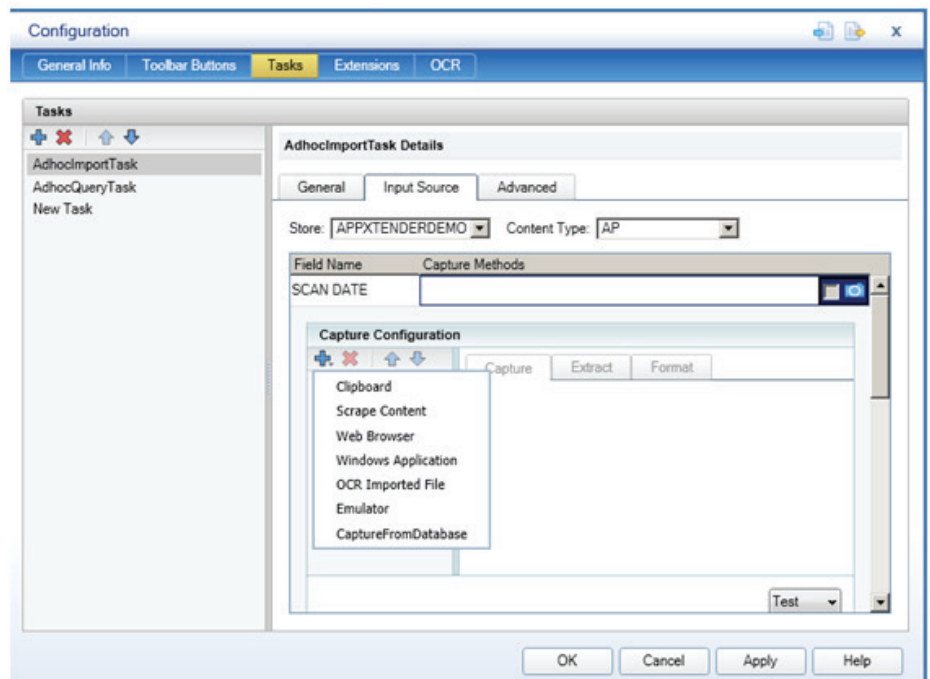 Configuration
x
General Info Toolbar Buttons Tasks Extensions OCR
Tasks
AdhocImportTask
AdhocQueryTask
New Task
AdhocImportTask Details
General Input Source Advanced
Store: APPXTENDERDEMO Content Type: AP
Field Name Capture Methods
SCAN DATE
Capture Configuration
Capture Extract Format
Clipboard
Scrape Content
Web Browser
Windows Application
OCR Imported File
Emulator
CaptureFromDatabase
Test
OK Cancel Apply Help